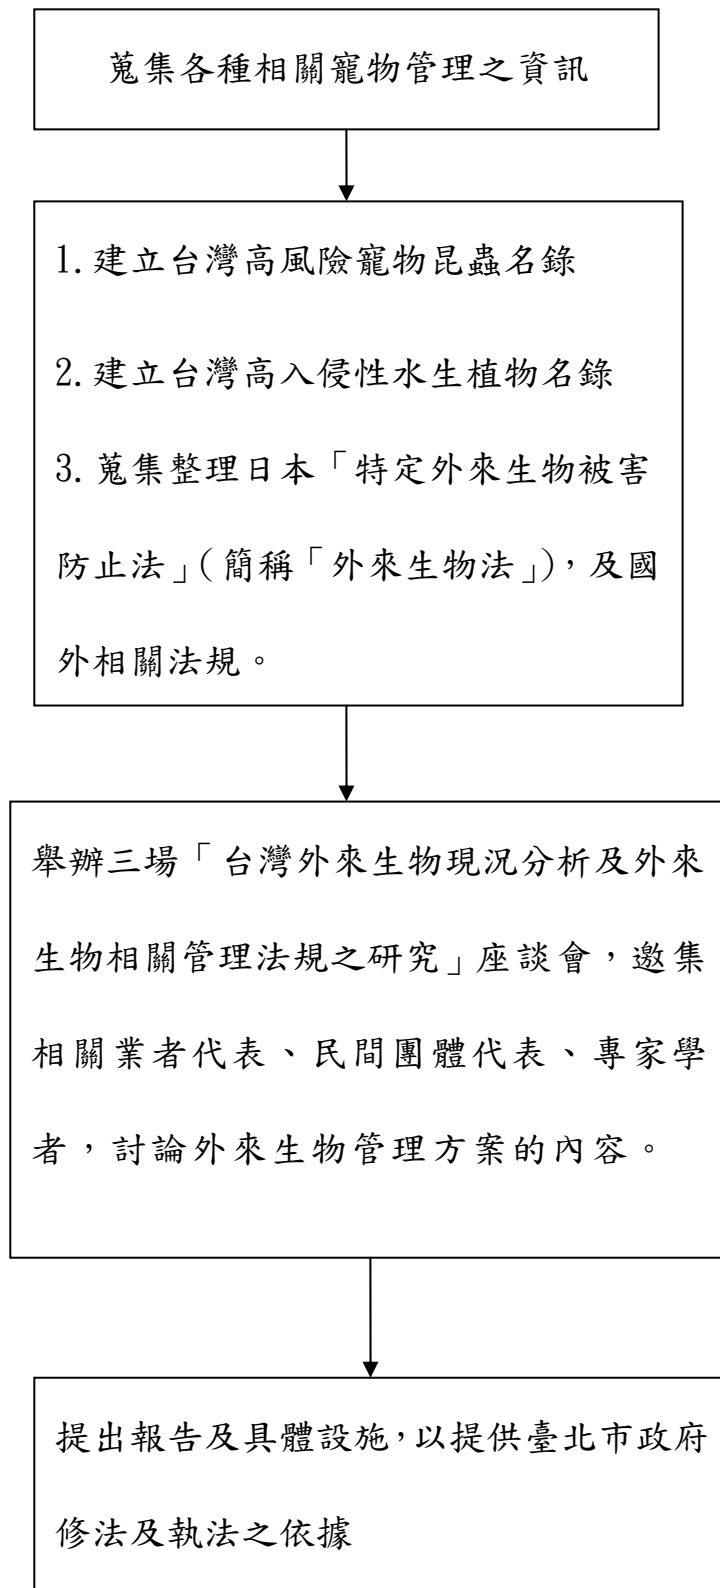 蒐集各種相關寵物管理之資訊
1. 建立台灣高風險寵物昆蟲名錄
2. 建立台灣高入侵性水生植物名錄
3. 蒐集整理日本「特定外來生物被害
防止法」(簡稱「外來生物法」)，及國
外相關法規。
舉辦三場「台灣外來生物現況分析及外來
生物相關管理法規之研究」座談會，邀集
相關業者代表、民間團體代表、專家學
者，討論外來生物管理方案的內容。
提出報告及具體設施，以提供臺北市政府
修法及執法之依據